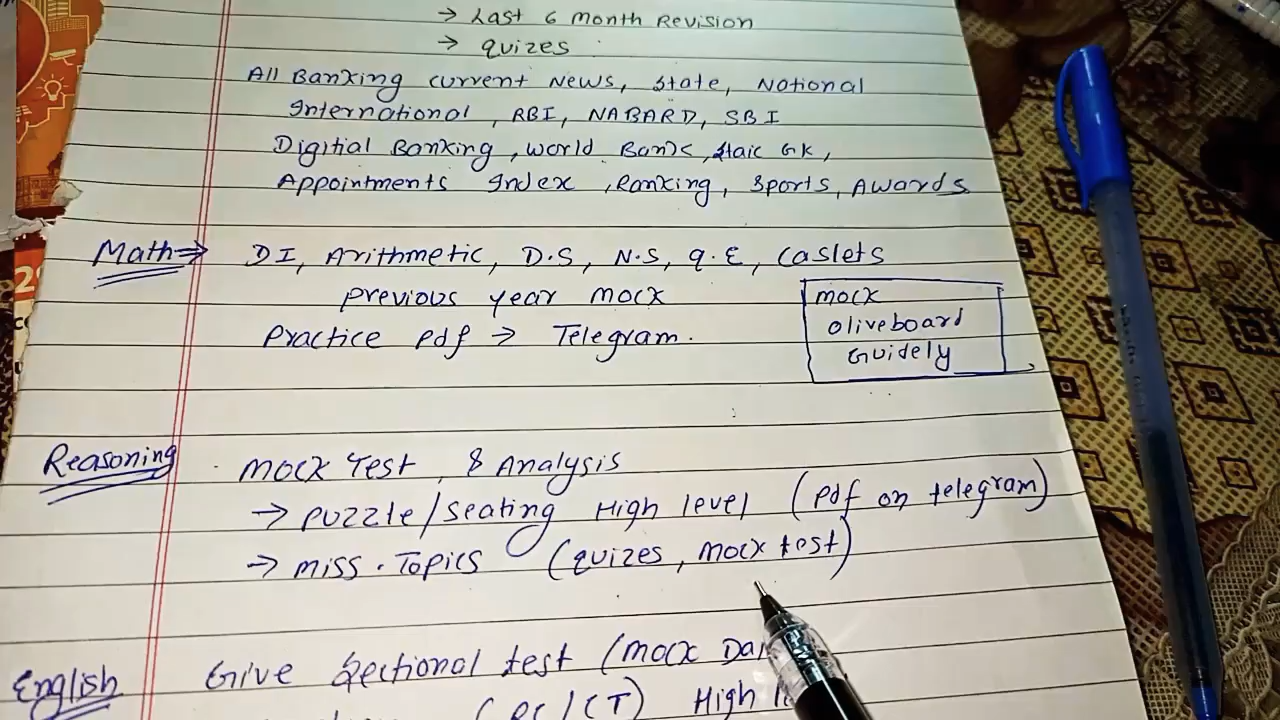 → Last 6 month Revision
→ quizes
All Banking current News, State, National
International, RBI, NABARD, SBI
Digitial Banking, World Bank, Staic GK,
Appointments Index, Ranking, Sports, Awards
Math ⇒ DI, Arithmetic, D.S, N.S, q.E, Caslets
previous year mock
Practice pdf → Telegram.
mock
Oliveboard
Guidely
Reasoning mock Test, & Analysis
→ puzzle/seating High level (pdf on telegram)
→ miss. Topics (quizes, mock test)
English Give Sectional test (mock
High